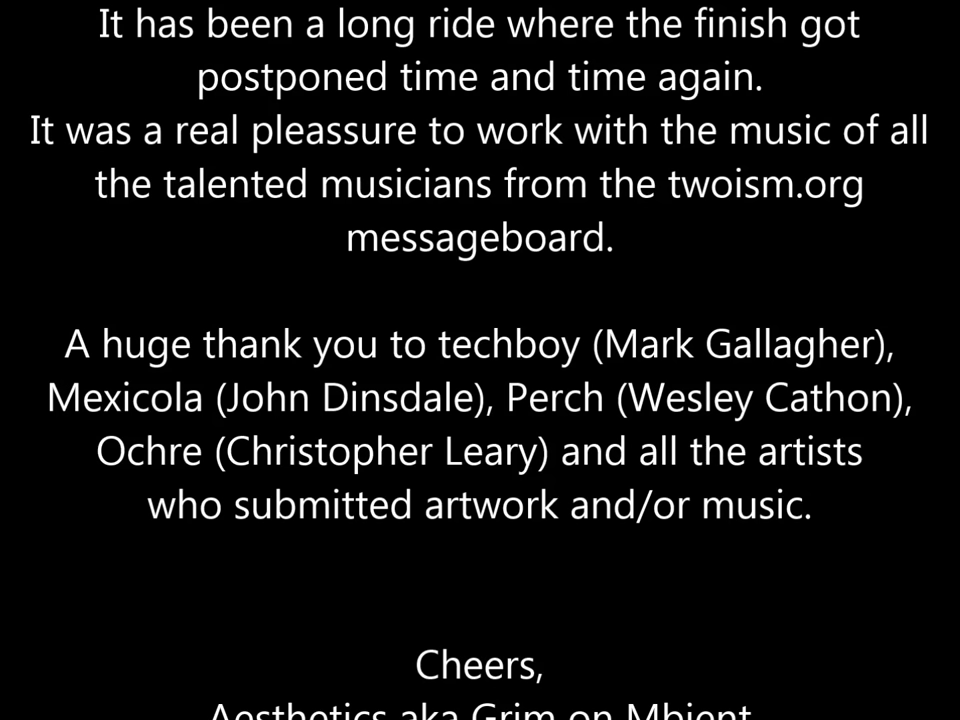 It has been a long ride where the finish got
postponed time and time again.
It was a real pleassure to work with the music of all
the talented musicians from the twoism.org
messageboard.
A huge thank you to techboy (Mark Gallagher),
Mexicola (John Dinsdale), Perch (Wesley Cathon),
Ochre (Christopher Leary) and all the artists
who submitted artwork and/or music.
Cheers,
Aesthetics aka Grim on Mbient